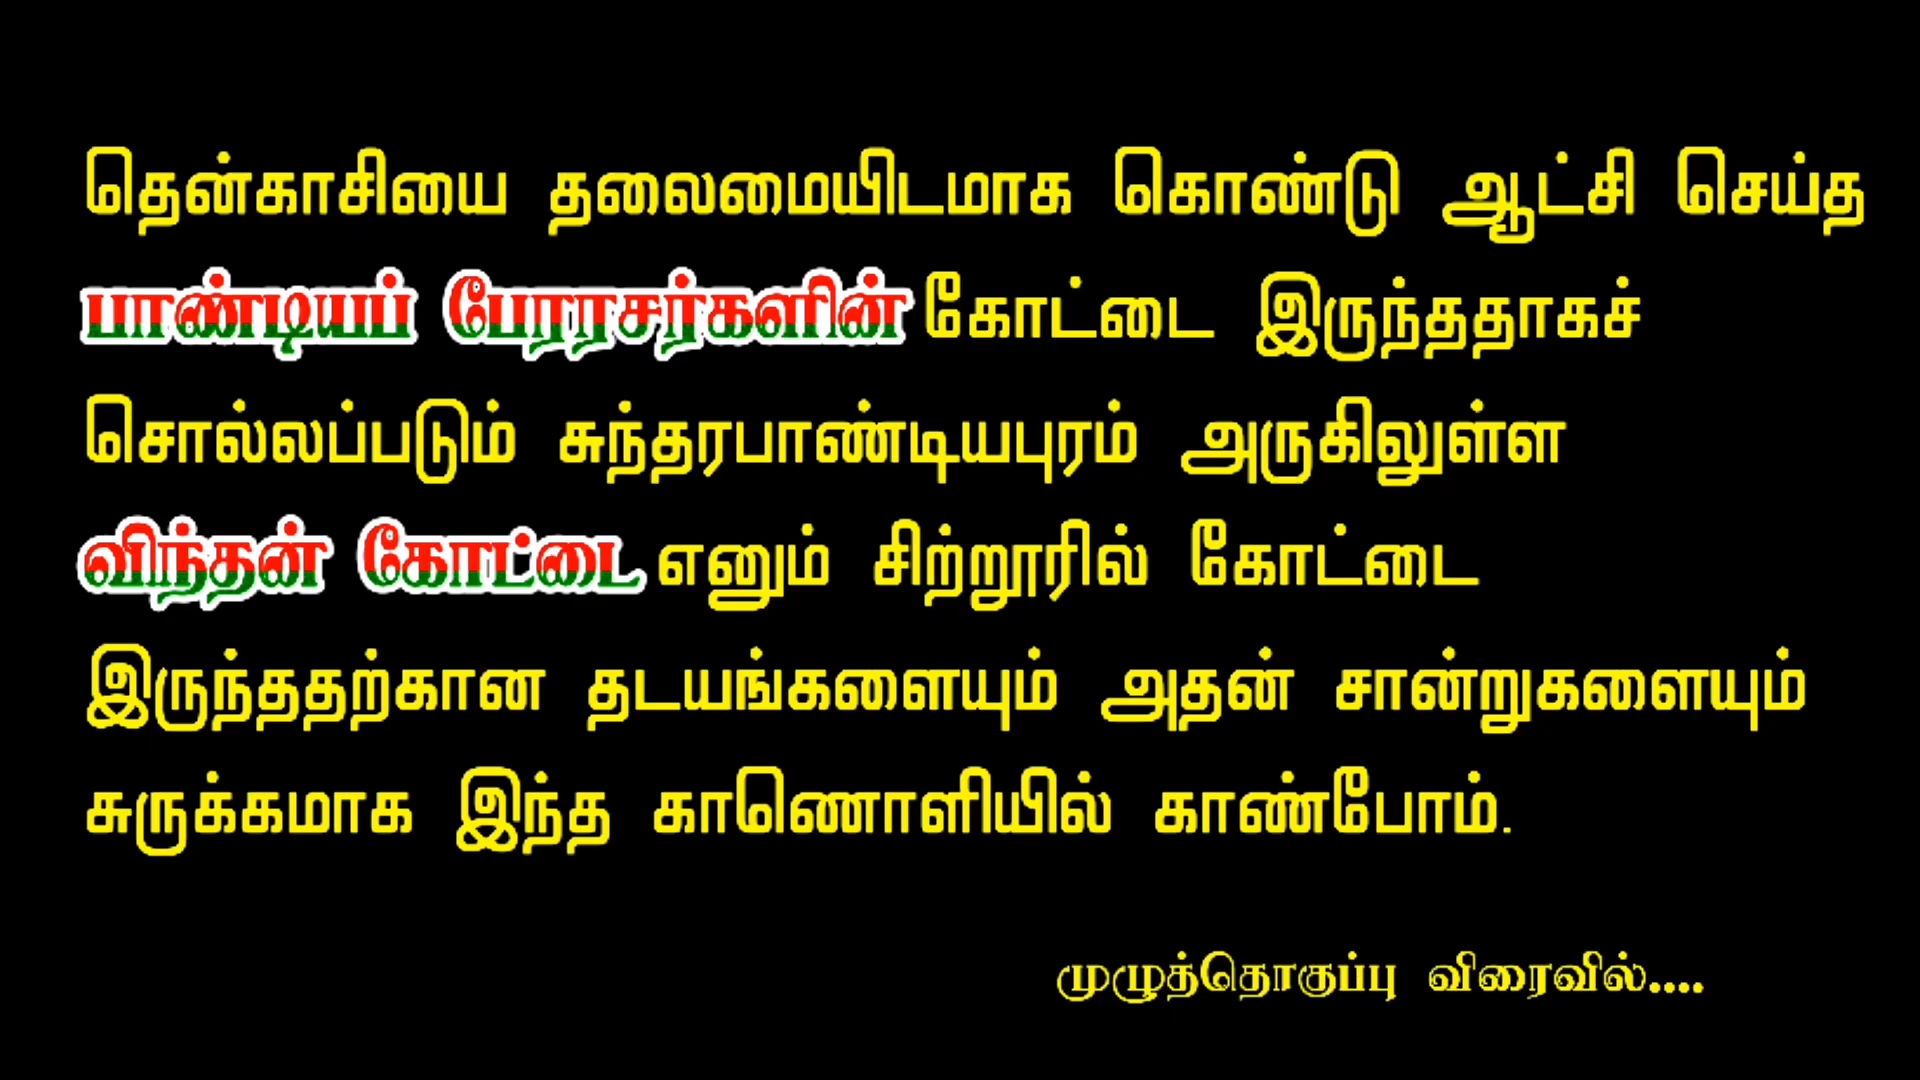 தென்காசியை தலைமையிடமாக கொண்டு ஆட்சி செய்த
பாண்டியப் பேரரசர்களின் கோட்டை இருந்ததாகச்
சொல்லப்படும் சுந்தரபாண்டியபுரம் அருகிலுள்ள
விந்தன் கோட்டை எனும் சிற்றூரில் கோட்டை
இருந்ததற்கான தடயங்களையும் அதன் சான்றுகளையும்
சுருக்கமாக இந்த காணொளியில் காண்போம்.
முழுத்தொகுப்பு விரைவில்....